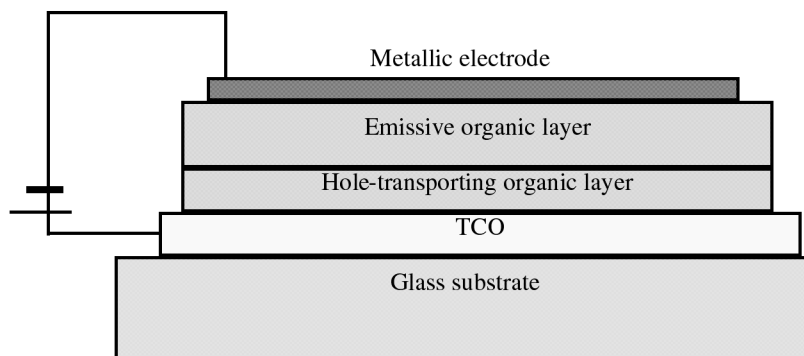 Metallic electrode
Emissive organic layer
Hole-transporting organic layer
TCO
Glass substrate